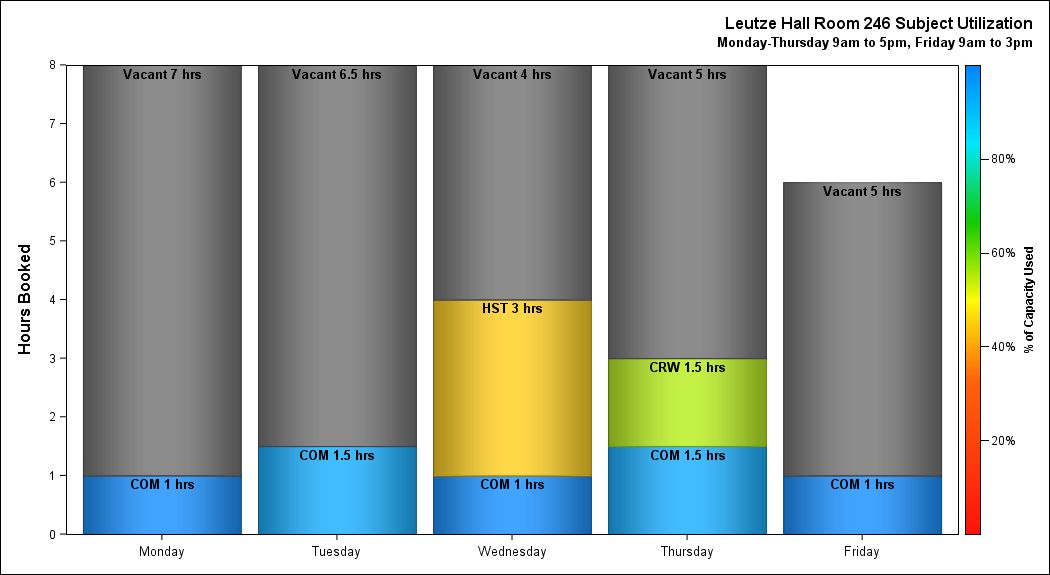 Leutze Hall Room 246 Subject Utilization
Monday-Thursday 9am to 5pm, Friday 9am to 3pm
Hours Booked
8
7
6
5
4
3
2
1
0
Vacant 7 hrs
COM 1 hrs
Vacant 6.5 hrs
COM 1.5 hrs
Vacant 4 hrs
HST 3 hrs
COM 1 hrs
Vacant 5 hrs
CRW 1.5 hrs
COM 1.5 hrs
Vacant 5 hrs
COM 1 hrs
Monday
Tuesday
Wednesday
Thursday
Friday
80%
60%
40%
20%
% of Capacity Used